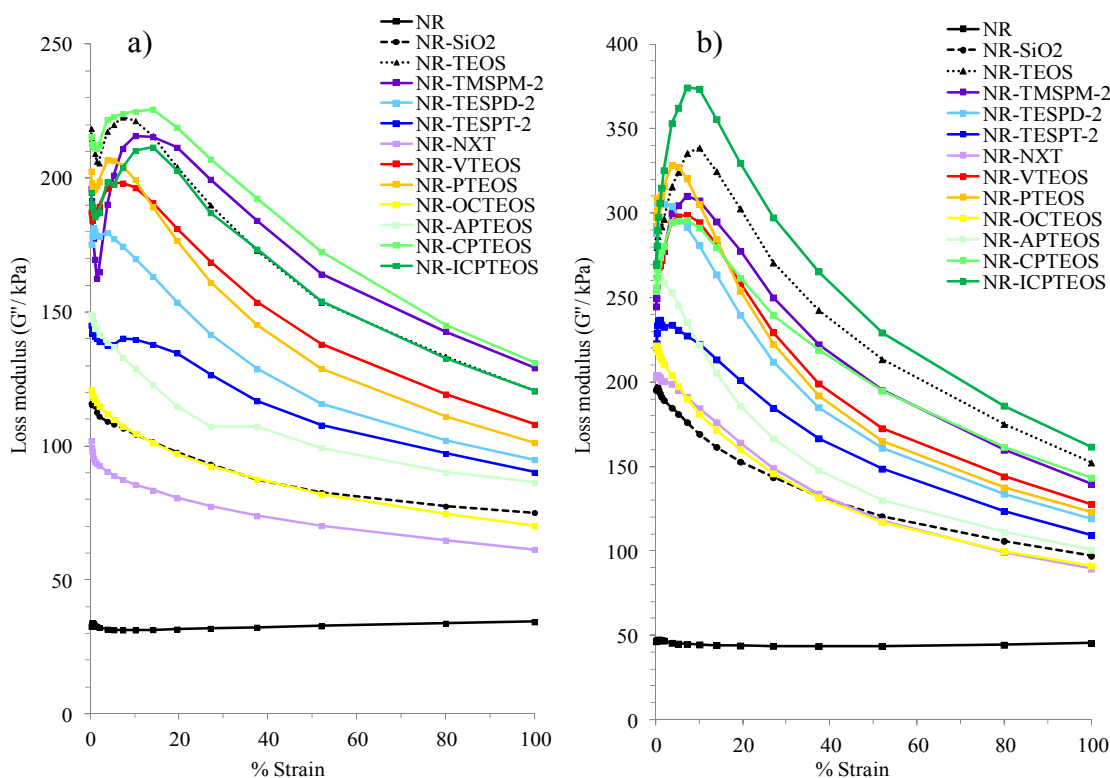 a)
Loss modulus (G"/ kPa)
250
200
150
100
50
0
0 20 40 60 80 100
% Strain
NR
NR-SiO2
NR-TEOS
NR-TMSPM-2
NR-TESPD-2
NR-TESPT-2
NR-NXT
NR-VTEOS
NR-PTEOS
NR-OCTEOS
NR-APTEOS
NR-CPTEOS
NR-ICPTEOS
b)
Loss modulus (G"/ kPa)
400
350
300
250
200
150
100
50
0
0 20 40 60 80 100
% Strain
NR
NR-SiO2
NR-TEOS
NR-TMSPM-2
NR-TESPD-2
NR-TESPT-2
NR-NXT
NR-VTEOS
NR-PTEOS
NR-OCTEOS
NR-APTEOS
NR-CPTEOS
NR-ICPTEOS